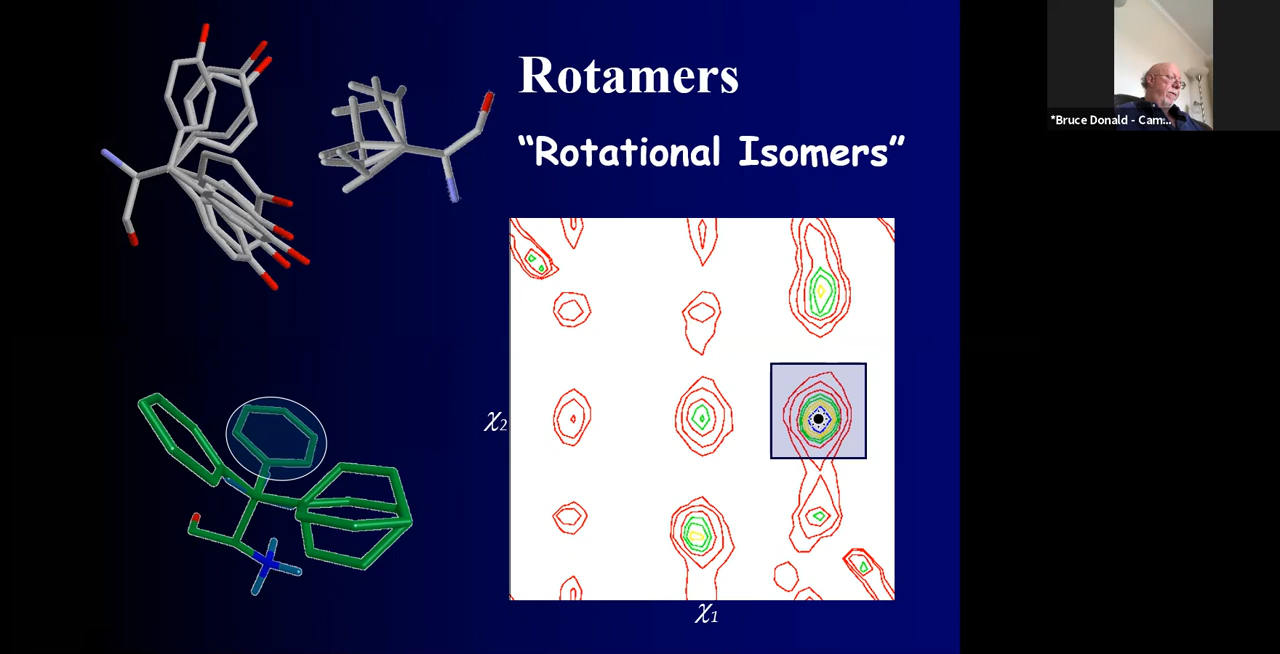 Rotamers
“Rotational Isomers”
*Bruce Donald - Cam:...
χ₂
χ₁